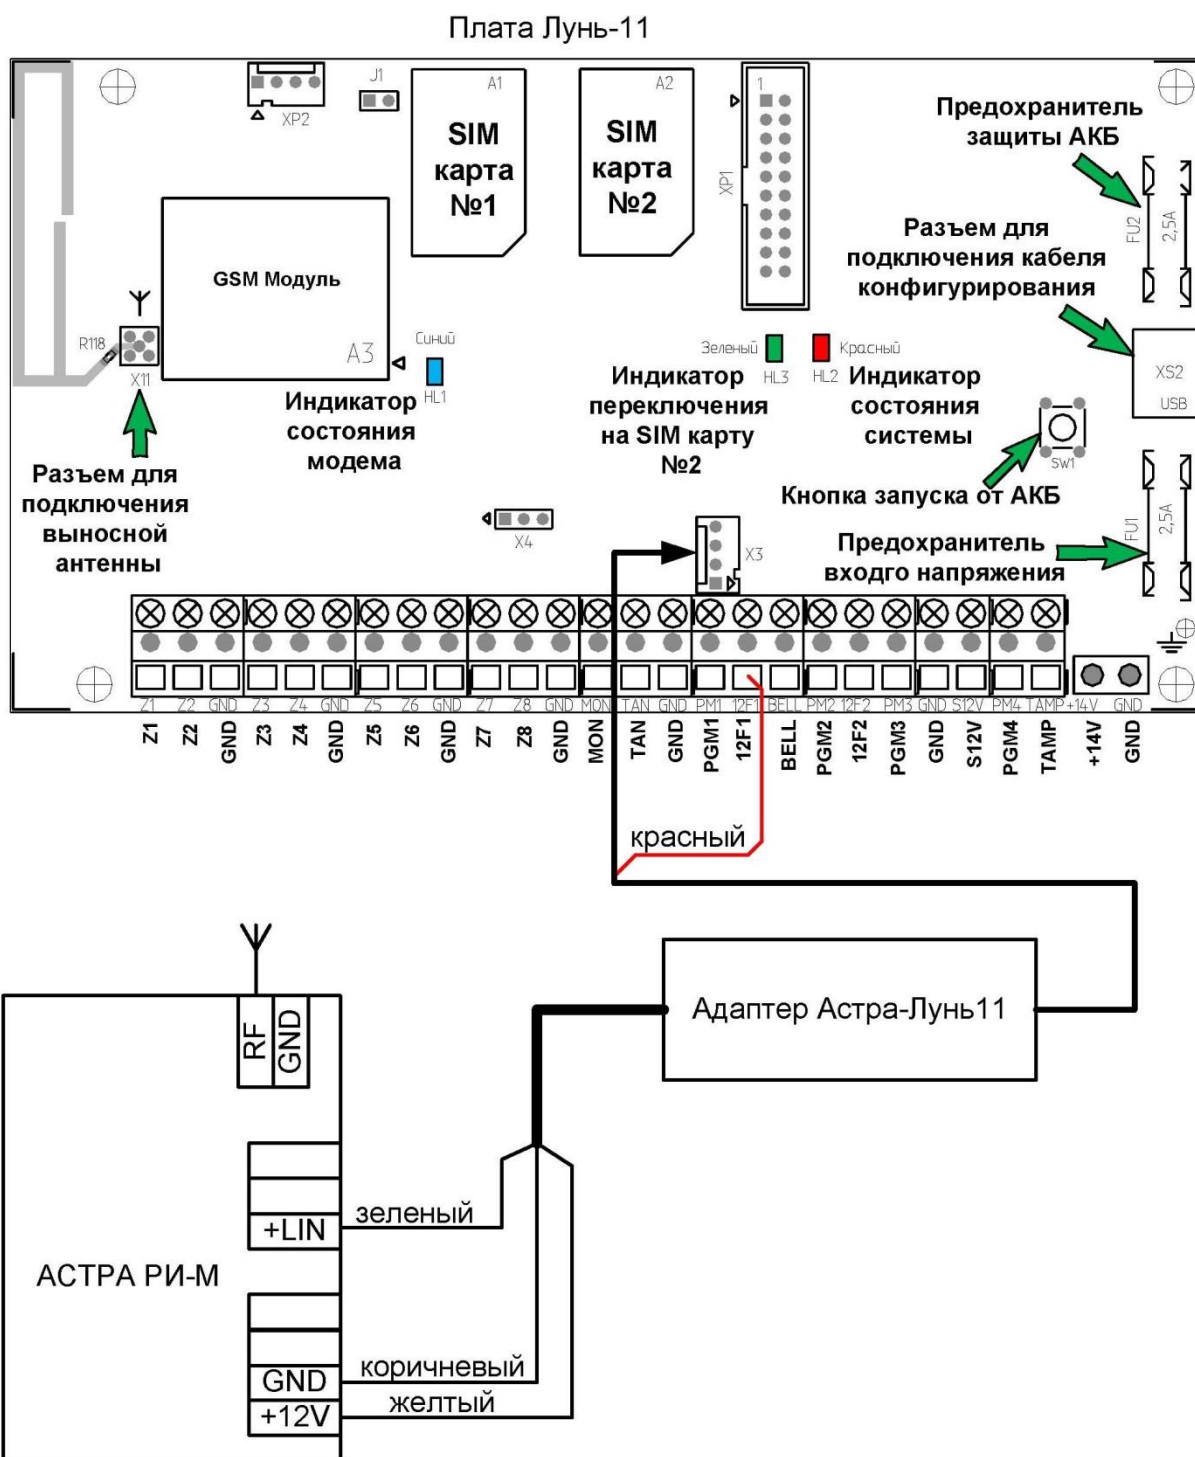 Плата Лунь-11
XP2
J1
A1
SIM
карта
№1
A2
SIM
карта
№2
1
XP1
Предохранитель
защиты АКБ
FU2
2,5A
Разъем для
подключения кабеля
конфигурирования
GSM Модуль
A3
R118
X11
Синий
HL1
Индикатор
состояния
модема
Зеленый
HL3
Красный
HL2
Индикатор
переключения
на SIM карту
№2
Индикатор
состояния
системы
XS2
USB
SW1
Кнопка запуска от АКБ
Разъем для
подключения
выносной
антенны
X4
X3
Предохранитель
входго напряжения
FU1
2,5A
Z1 Z2 GND Z3 Z4 GND Z5 Z6 GND Z7 Z8 GND MON TAN GND PM1 12F1 BELL PM2 12F2 PM3 GND S12V PM4 TAMP +14V GND
Z1 Z2 GND Z3 Z4 GND Z5 Z6 GND Z7 Z8 GND MON TAN GND PGM1 12F1 BELL PGM2 12F2 PGM3 GND S12V PGM4 TAMP +14V GND
красный
Адаптер Астра-Лунь11
RF
GND
+LIN
зеленый
АСТРА РИ-М
GND
коричневый
+12V
желтый